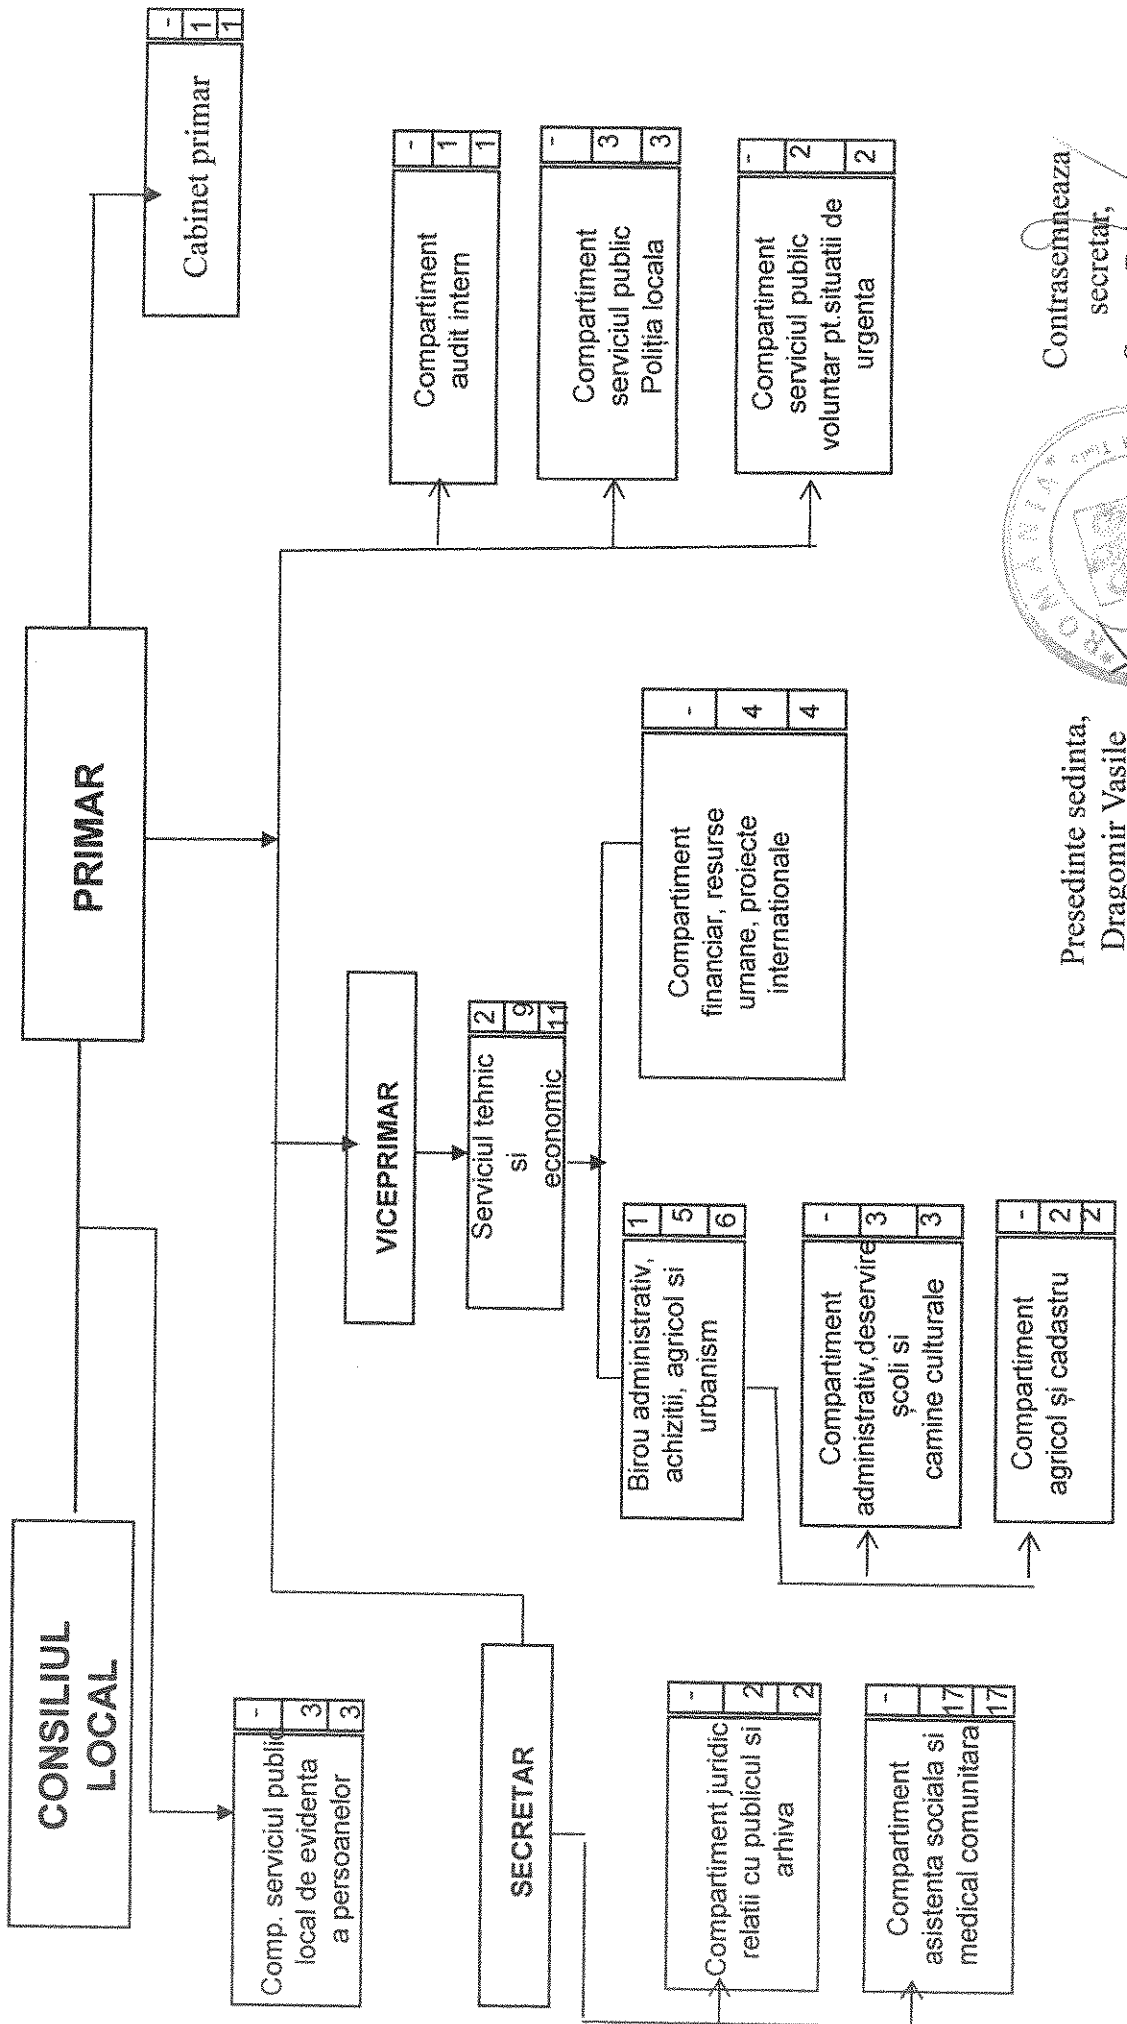 CONSILIUL
LOCAL
PRIMAR
Cabinet primar
-
1
1
Comp. serviciul public
local de evidenta
a persoanelor
-
3
3
VICEPRIMAR
Compartiment
audit intern
-
1
1
SECRETAR
Serviciul tehnic
si
economic
2
9
11
Compartiment
serviciul public
Poliția locala
-
3
3
Compartiment juridic
relatii cu publicul si
arhiva
-
2
2
Birou administrativ,
achizitii, agricol si
urbanism
1
5
6
Compartiment
financiar, resurse
umane, proiecte
internationale
-
4
4
Compartiment
serviciul public
voluntar pt.situatii de
urgenta
-
2
2
Compartiment
asistenta sociala si
medical comunitara
-
17
17
Compartiment
administrativ,deservire
școli si
camine culturale
-
3
3
Compartiment
agricol și cadastru
-
2
2
Presedinte sedinta,
Dragomir Vasile
*ROMANIA*
Contrasemneaza
secretar,